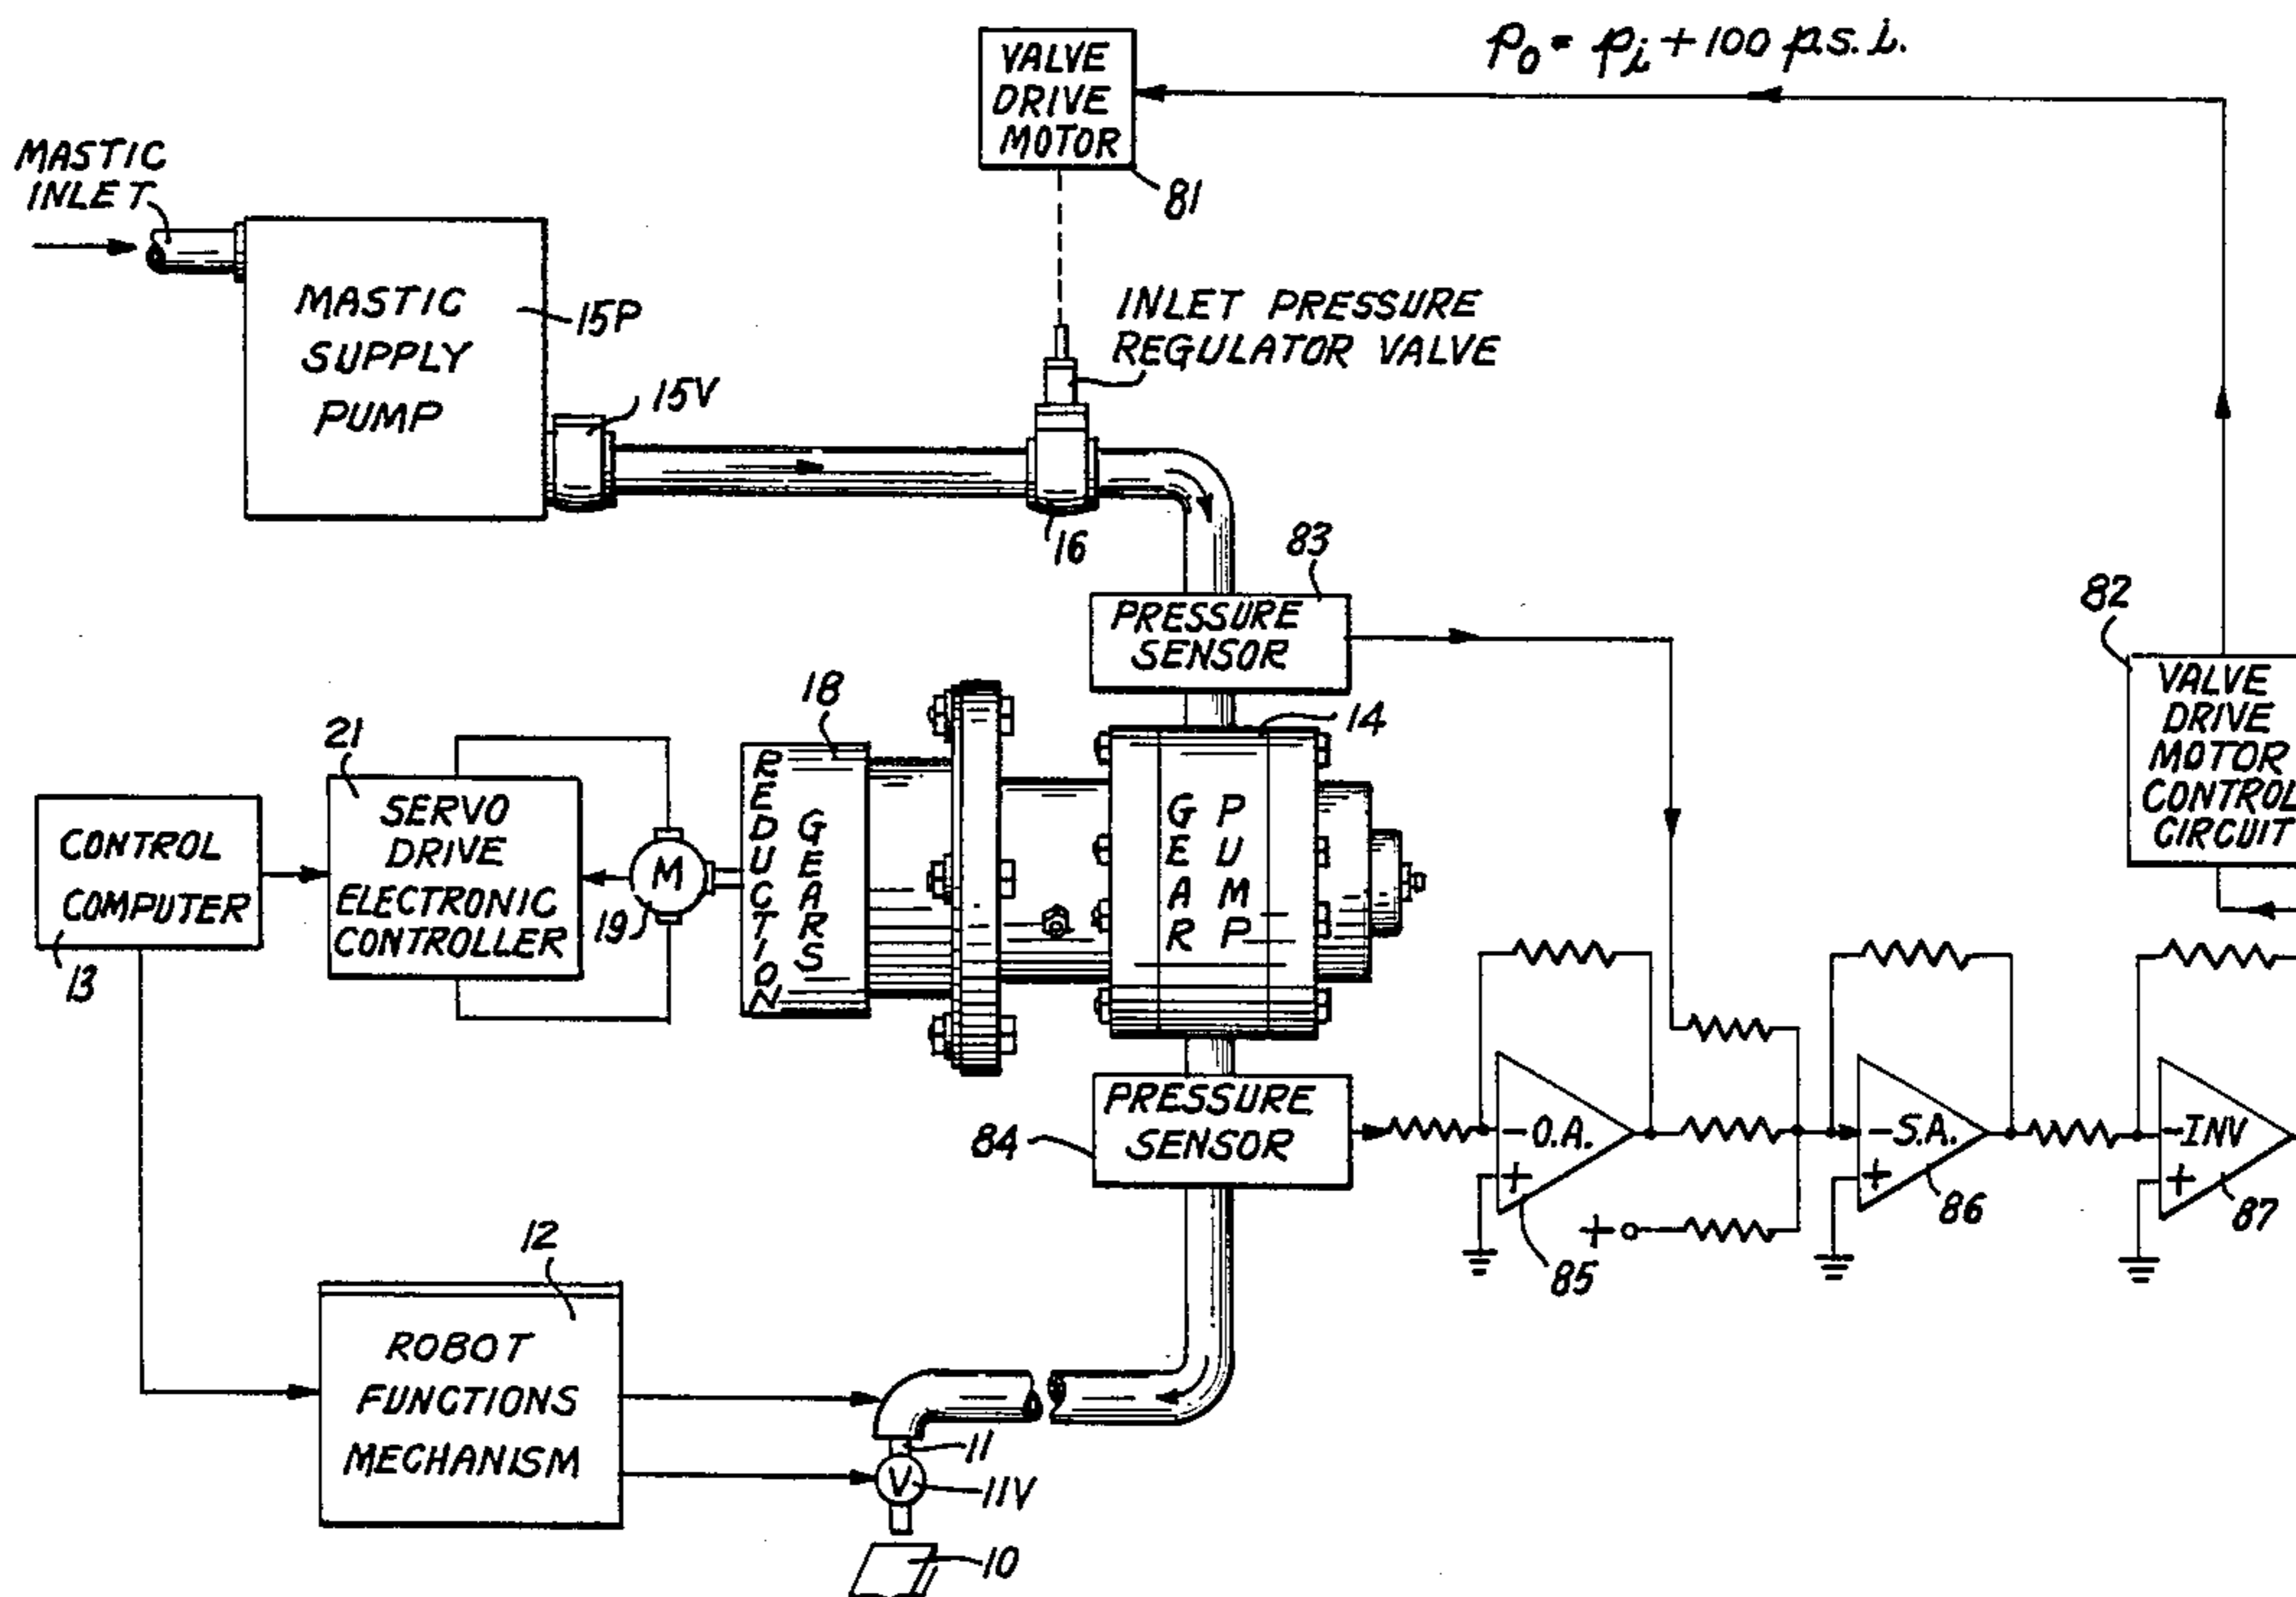 VALVE
DRIVE
MOTOR
81
p₀ = pᵢ + 100 p.s.i.
MASTIC
INLET
MASTIC
SUPPLY
PUMP
15P
15V
INLET PRESSURE
REGULATOR VALVE
16
83
PRESSURE
SENSOR
82
VALVE
DRIVE
MOTOR
CONTROL
CIRCUIT
18
14
21
SERVO
DRIVE
ELECTRONIC
CONTROLLER
CONTROL
COMPUTER
13
M
19
REDUCTION
GEARS
GEAR
PUMP
PRESSURE
SENSOR
84
-O.A.
+
85
+
-S.A.
+
86
-INV
+
87
12
ROBOT
FUNCTIONS
MECHANISM
11
V
11V
10